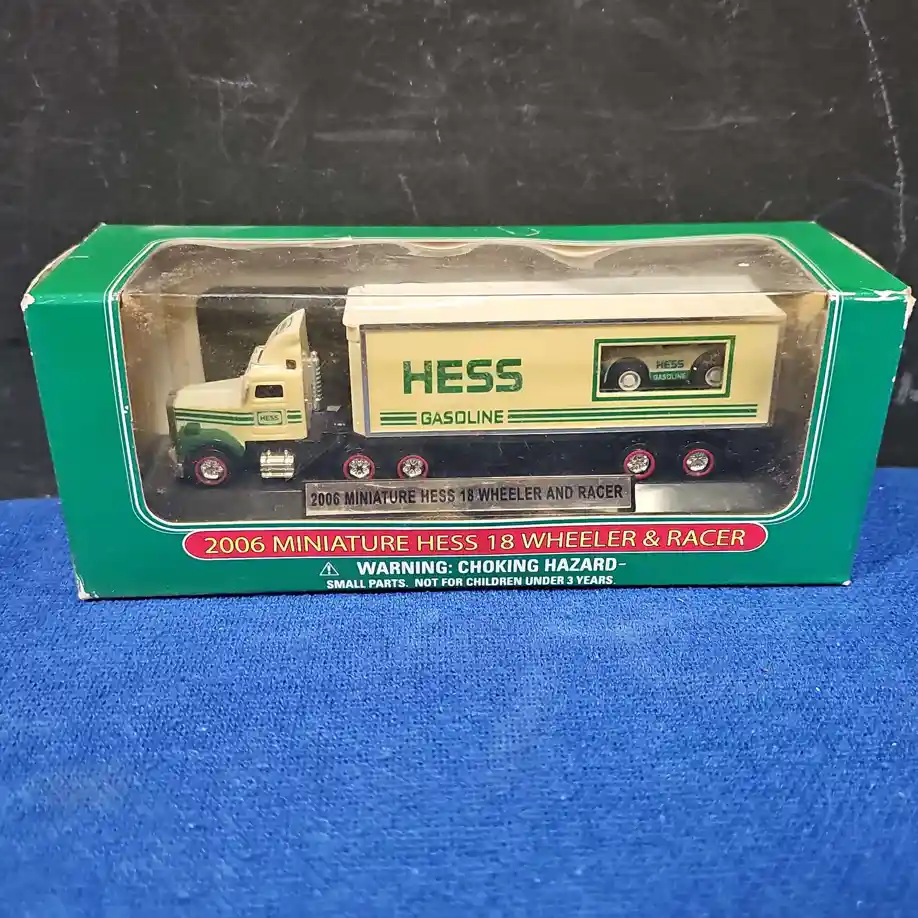 HESS
HESS
GASOLINE
HESS
GASOLINE
2006 MINIATURE HESS 18 WHEELER AND RACER
2006 MINIATURE HESS 18 WHEELER & RACER
WARNING: CHOKING HAZARD-
SMALL PARTS. NOT FOR CHILDREN UNDER 3 YEARS.